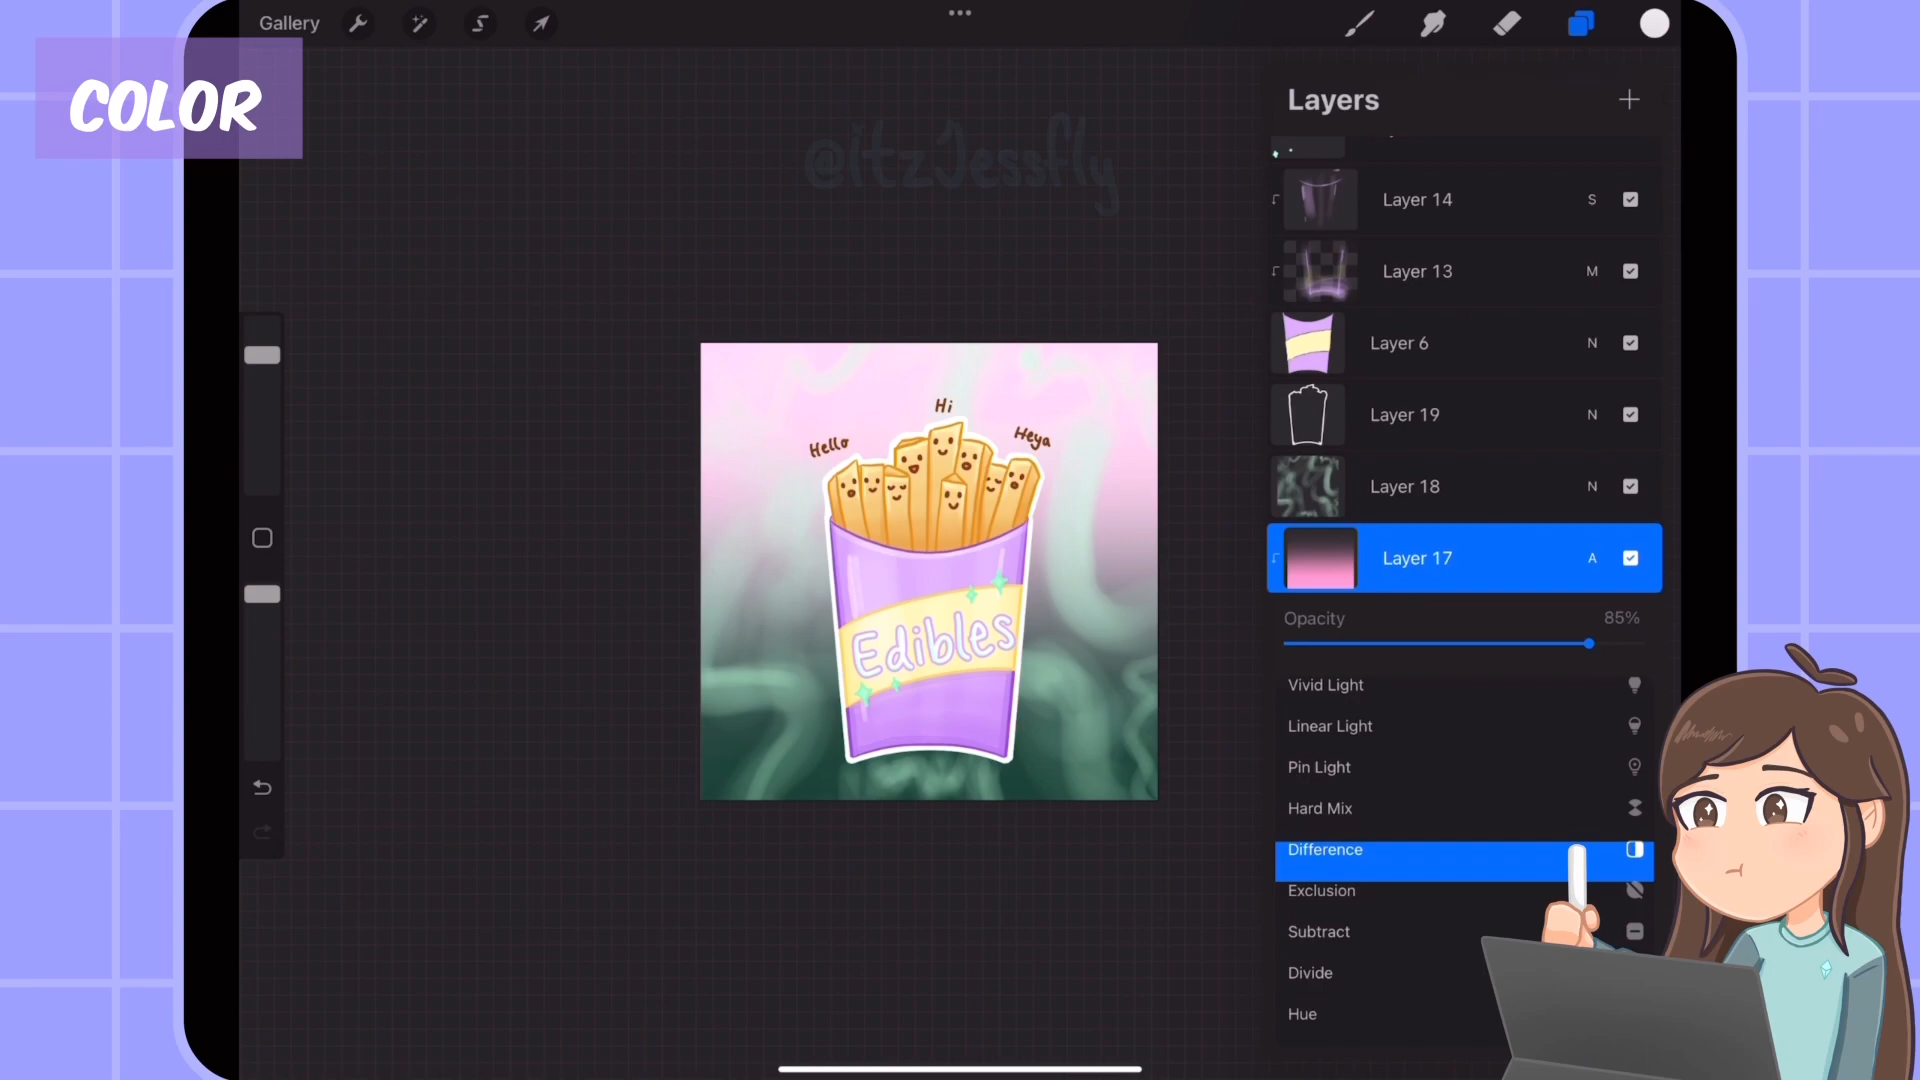 Gallery
COLOR
@ItzJessfly
Layers
Layer 14 S
Layer 13 M
Layer 6 N
Layer 19 N
Layer 18 N
Layer 17 A
Opacity 85%
Vivid Light
Linear Light
Pin Light
Hard Mix
Difference
Exclusion
Subtract
Divide
Hue
Hi
Hello
Heya
Edibles